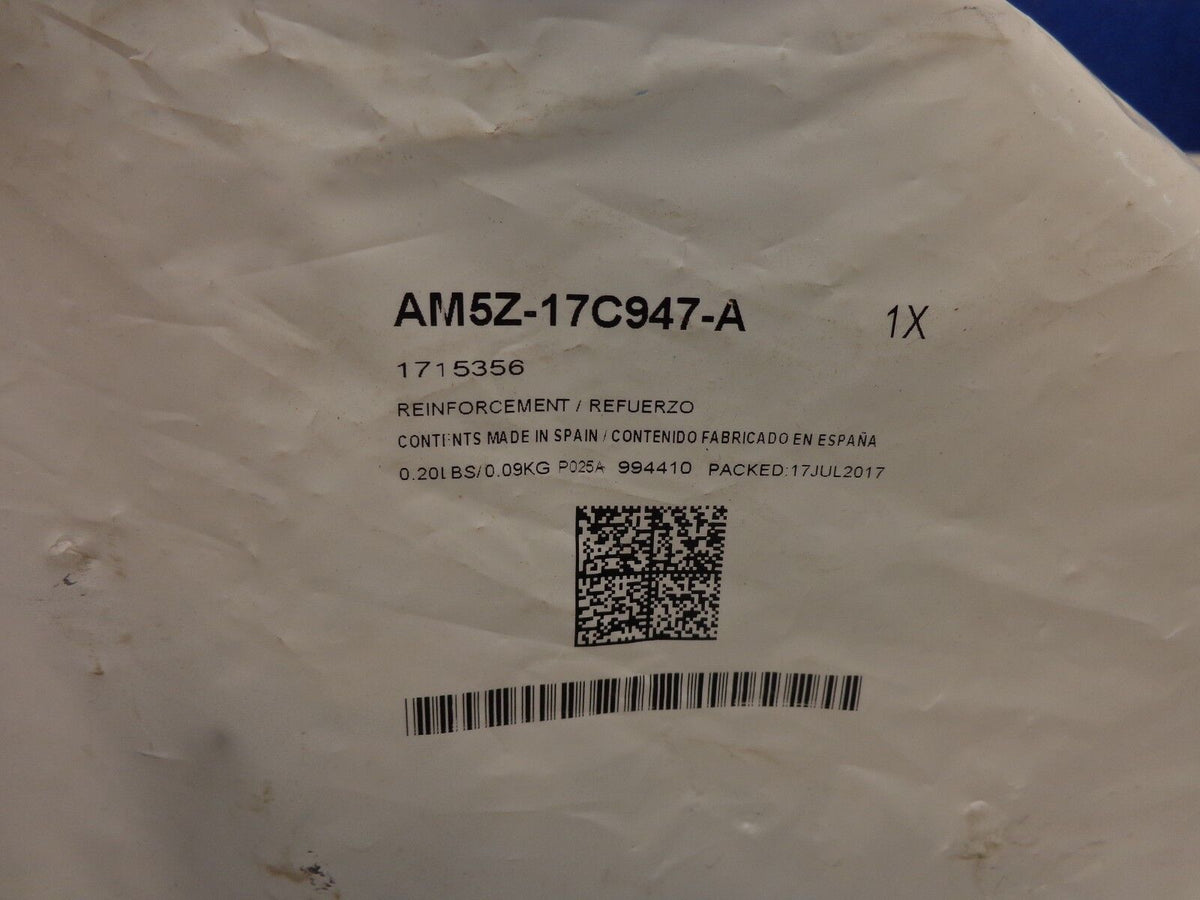 AM5Z-17C947-A 1X
1715356
REINFORCEMENT / REFUERZO
CONTENTS MADE IN SPAIN / CONTENIDO FABRICADO EN ESPAÑA
0.20LBS/0.09KG P025A 994410 PACKED:17JUL2017